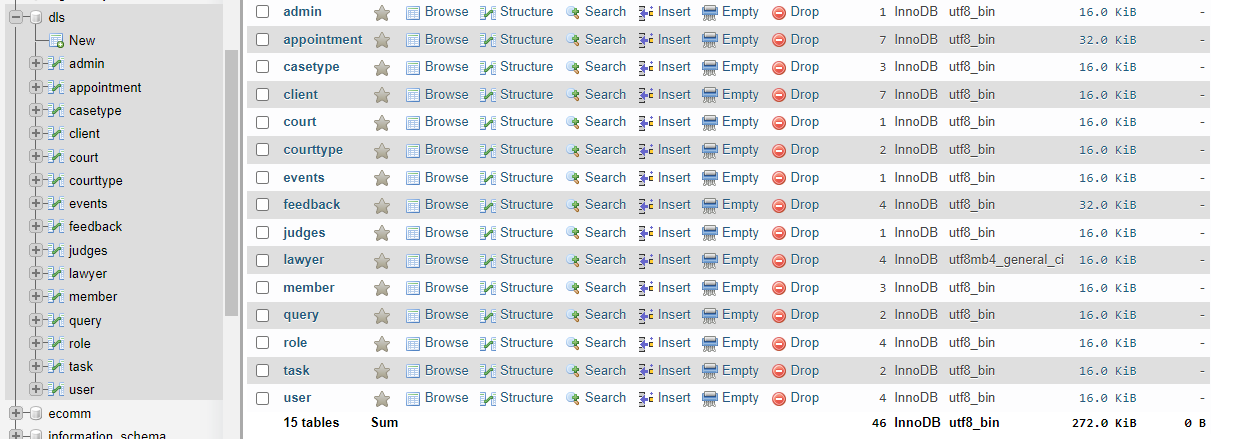 dls
New
admin
appointment
casetype
client
court
courttype
events
feedback
judges
lawyer
member
query
role
task
user
ecomm
information_schema
admin Browse Structure Search Insert Empty Drop 1 InnoDB utf8_bin 16.0 KiB -
appointment Browse Structure Search Insert Empty Drop 7 InnoDB utf8_bin 32.0 KiB -
casetype Browse Structure Search Insert Empty Drop 3 InnoDB utf8_bin 16.0 KiB -
client Browse Structure Search Insert Empty Drop 7 InnoDB utf8_bin 16.0 KiB -
court Browse Structure Search Insert Empty Drop 1 InnoDB utf8_bin 16.0 KiB -
courttype Browse Structure Search Insert Empty Drop 2 InnoDB utf8_bin 16.0 KiB -
events Browse Structure Search Insert Empty Drop 1 InnoDB utf8_bin 16.0 KiB -
feedback Browse Structure Search Insert Empty Drop 4 InnoDB utf8_bin 32.0 KiB -
judges Browse Structure Search Insert Empty Drop 1 InnoDB utf8_bin 16.0 KiB -
lawyer Browse Structure Search Insert Empty Drop 4 InnoDB utf8mb4_general_ci 16.0 KiB -
member Browse Structure Search Insert Empty Drop 3 InnoDB utf8_bin 16.0 KiB -
query Browse Structure Search Insert Empty Drop 2 InnoDB utf8_bin 16.0 KiB -
role Browse Structure Search Insert Empty Drop 4 InnoDB utf8_bin 16.0 KiB -
task Browse Structure Search Insert Empty Drop 2 InnoDB utf8_bin 16.0 KiB -
user Browse Structure Search Insert Empty Drop 4 InnoDB utf8_bin 16.0 KiB -
15 tables Sum 46 InnoDB utf8_bin 272.0 KiB 0 B